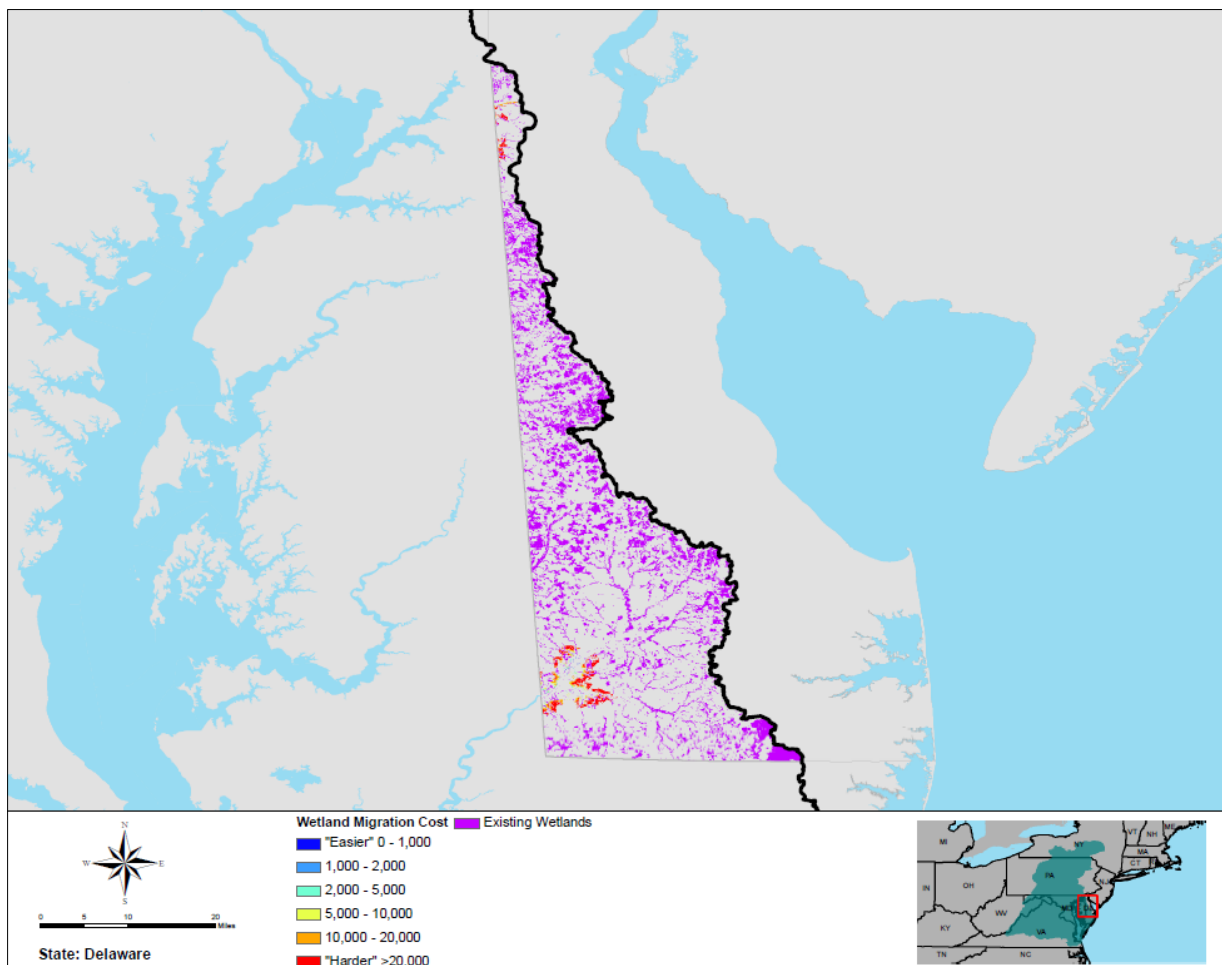 Wetland Migration Cost
Existing Wetlands
"Easier" 0 - 1,000
1,000 - 2,000
2,000 - 5,000
5,000 - 10,000
10,000 - 20,000
"Harder" >20,000
N
W
E
S
0 5 10 20
Miles
State: Delaware
MI
NY
VT
NH
ME
MA
CT
PA
NJ
IN
OH
WV
KY
VA
TN
NC